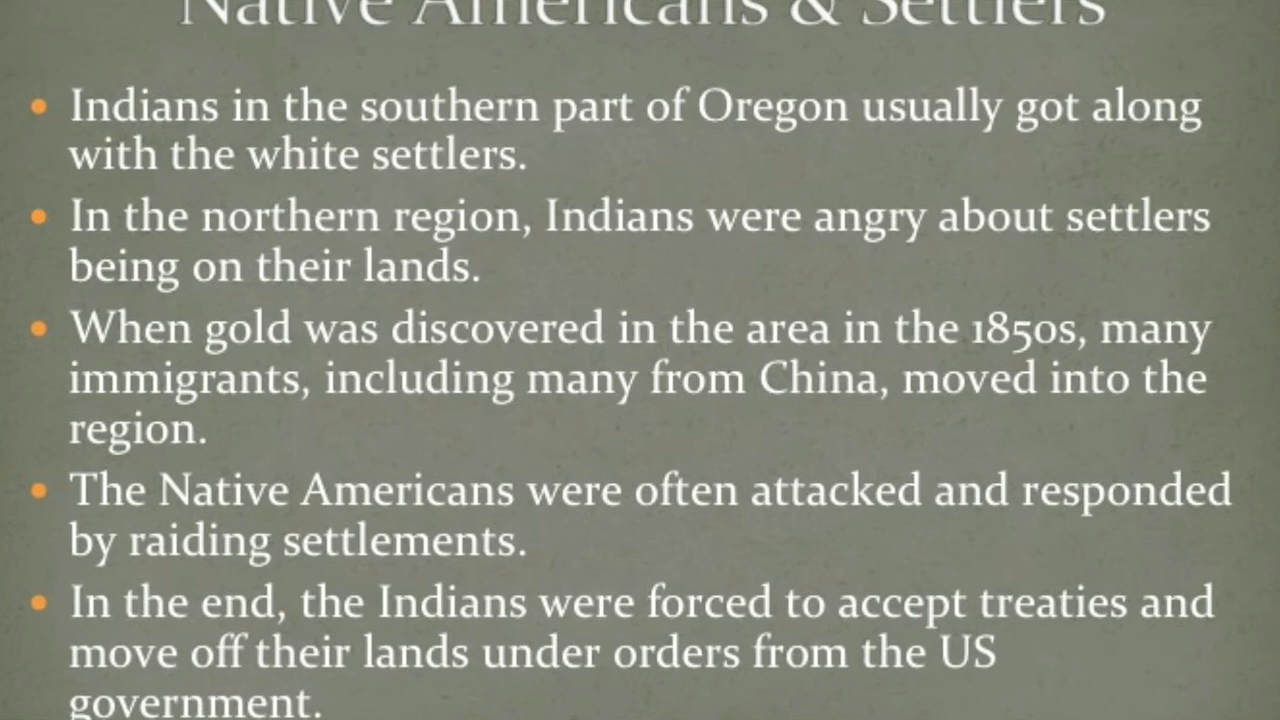 Native Americans & Settlers
• Indians in the southern part of Oregon usually got along
with the white settlers.
• In the northern region, Indians were angry about settlers
being on their lands.
• When gold was discovered in the area in the 1850s, many
immigrants, including many from China, moved into the
region.
• The Native Americans were often attacked and responded
by raiding settlements.
• In the end, the Indians were forced to accept treaties and
move off their lands under orders from the US
government.